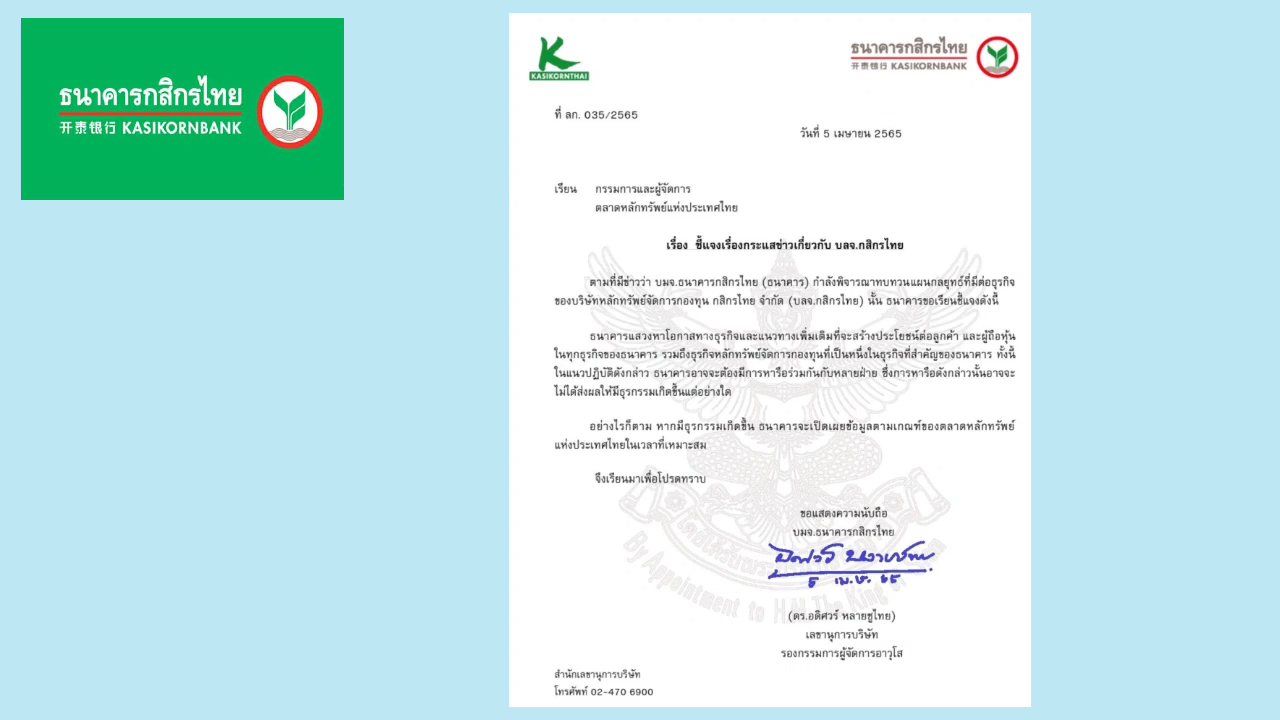 ธนาคารกสิกรไทย
开泰银行 KASIKORNBANK
KASIKORNTHAI
ธนาคารกสิกรไทย
开泰银行 KASIKORNBANK
ที่ ลก. 035/2565
วันที่ 5 เมษายน 2565
เรียน กรรมการและผู้จัดการ
ตลาดหลักทรัพย์แห่งประเทศไทย
เรื่อง ชี้แจงเรื่องกระแสข่าวเกี่ยวกับ บลจ.กสิกรไทย
ตามที่มีข่าวว่า บมจ.ธนาคารกสิกรไทย (ธนาคาร) กำลังพิจารณาทบทวนแผนกลยุทธ์ที่มีต่อธุรกิจ
ของบริษัทหลักทรัพย์จัดการกองทุน กสิกรไทย จำกัด (บลจ.กสิกรไทย) นั้น ธนาคารขอเรียนชี้แจงดังนี้
ธนาคารแสวงหาโอกาสทางธุรกิจและแนวทางเพิ่มเติมที่จะสร้างประโยชน์ต่อลูกค้า และผู้ถือหุ้น
ในทุกธุรกิจของธนาคาร รวมถึงธุรกิจหลักทรัพย์จัดการกองทุนที่เป็นหนึ่งในธุรกิจที่สำคัญของธนาคาร ทั้งนี้
ในแนวปฏิบัติดังกล่าว ธนาคารอาจจะต้องมีการหารือร่วมกันกับหลายฝ่าย ซึ่งการหารือดังกล่าวนั้นอาจจะ
ไม่ได้ส่งผลให้มีธุรกรรมเกิดขึ้นแต่อย่างใด
อย่างไรก็ตาม หากมีธุรกรรมเกิดขึ้น ธนาคารจะเปิดเผยข้อมูลตามเกณฑ์ของตลาดหลักทรัพย์
แห่งประเทศไทยในเวลาที่เหมาะสม
จึงเรียนมาเพื่อโปรดทราบ
ขอแสดงความนับถือ
บมจ.ธนาคารกสิกรไทย
5 เม.ย. 65
(ดร.อดิศวร์ หลายชูไทย)
เลขานุการบริษัท
รองกรรมการผู้จัดการอาวุโส
สำนักเลขานุการบริษัท
โทรศัพท์ 02-470 6900
By Appointment to H.M. The King of